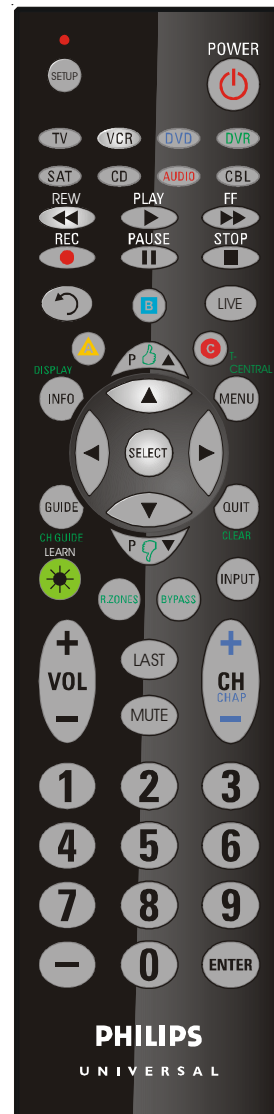 POWER
SETUP
TV VCR DVD DVR
SAT CD AUDIO CBL
REW PLAY FF
REC PAUSE STOP
B LIVE
A P C T-
DISPLAY CENTRAL
INFO MENU
SELECT
GUIDE QUIT
CH GUIDE P CLEAR
LEARN
INPUT
R.ZONES BYPASS
+ +
VOL LAST CH
CHAP
- MUTE -
1 2 3
4 5 6
7 8 9
- 0 ENTER
PHILIPS
UNIVERSAL